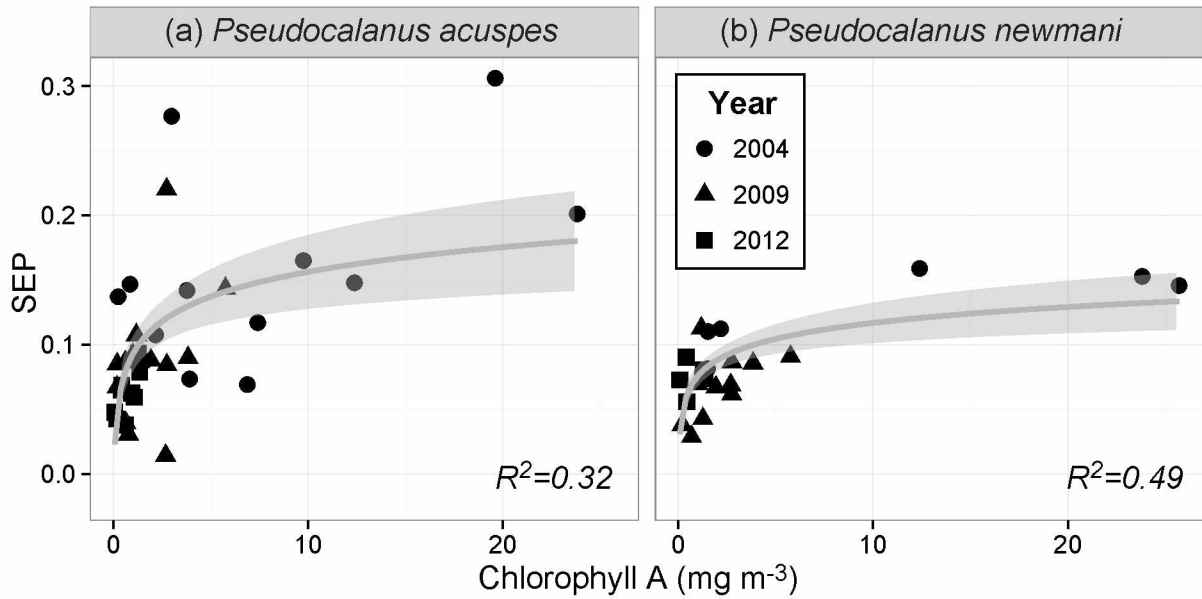 (a) Pseudocalanus acuspes
(b) Pseudocalanus newmani
SEP
0.3
0.2
0.1
0.0
Year
2004
2009
2012
R²=0.32
R²=0.49
0
10
20
0
10
20
Chlorophyll A (mg m⁻³)